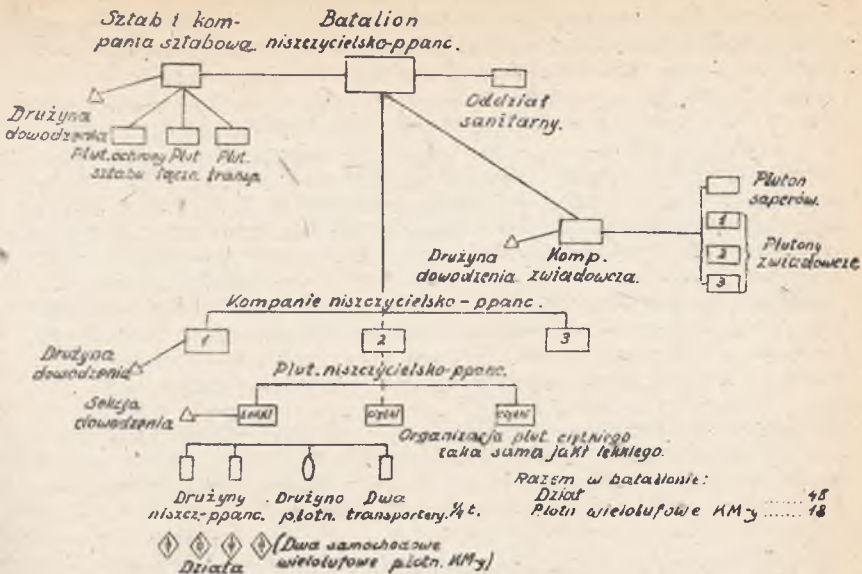 Sztab i kom-
pania sztabowa
Batalion
niszczycielsko-ppanc.
Drużyna
dowodzenia
Plut. ochrony
sztabu
Plut
łączn.
Plut.
transp.
Oddział
sanitarny.
Drużyna
dowodzenia
Komp.
zwiadowcza.
Pluton
saperów.
1
2
3
Plutony
zwiadowcze
Kompanie niszczycielsko-ppanc.
1
2
3
Drużyna
dowodzenia
Plut. niszczycielsko-ppanc.
Sekcja
dowodzenia
Organizacja plut. ciężkiego
taka sama jak lekkiego.
Drużyny
niszcz-ppanc.
Drużyno
plotn.
Dwa
transportery. ¼ t.
Działa
(Dwa samochodowe
wielolufowe plotn. KM-y)
Razem w batalionie:
Dział ...... 48
Plotn wielolufowe KM-y ...... 18